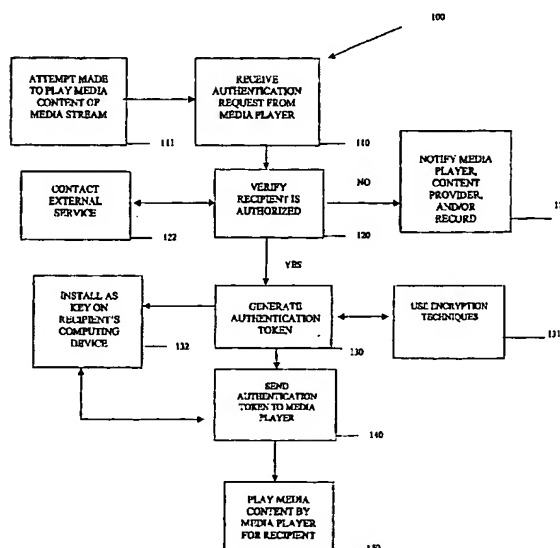 100
ATTEMPT MADE
TO PLAY MEDIA
CONTENT OF
MEDIA STREAM
111
RECEIVE
AUTHENTICATION
REQUEST FROM
MEDIA PLAYER
110
CONTACT
EXTERNAL
SERVICE
122
VERIFY
RECIPIENT IS
AUTHORIZED
120
NO
NOTIFY MEDIA
PLAYER,
CONTENT
PROVIDER,
AND/OR
RECORD
YES
INSTALL AS
KEY ON
RECIPIENT'S
COMPUTING
DEVICE
132
GENERATE
AUTHENTICATION
TOKEN
130
USE ENCRYPTION
TECHNIQUES
131
SEND
AUTHENTICATION
TOKEN TO MEDIA
PLAYER
140
PLAY MEDIA
CONTENT BY
MEDIA PLAYER
FOR RECIPIENT